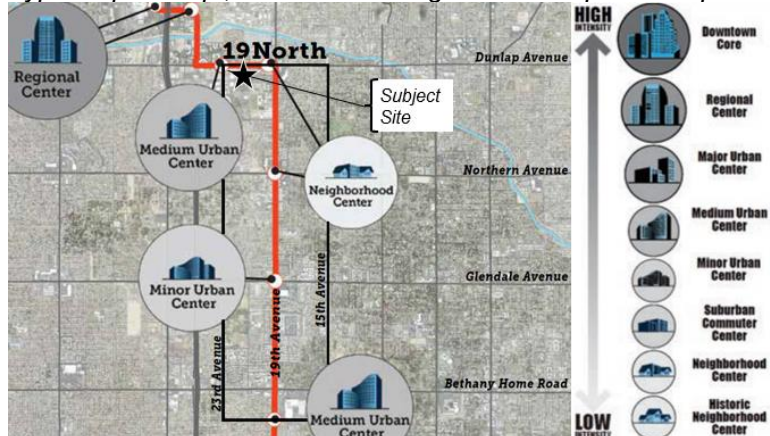 19North
Dunlap Avenue
Regional
Center
Subject
Site
Medium Urban
Center
Northern Avenue
Neighborhood
Center
Minor Urban
Center
Glendale Avenue
15th Avenue
19th Avenue
23rd Avenue
Bethany Home Road
Medium Urban
Center
HIGH
INTENSITY
Downtown
Core
Regional
Center
Major Urban
Center
Medium Urban
Center
Minor Urban
Center
Suburban
Commuter
Center
Neighborhood
Center
Historic
Neighborhood
Center
LOW
INTENSITY